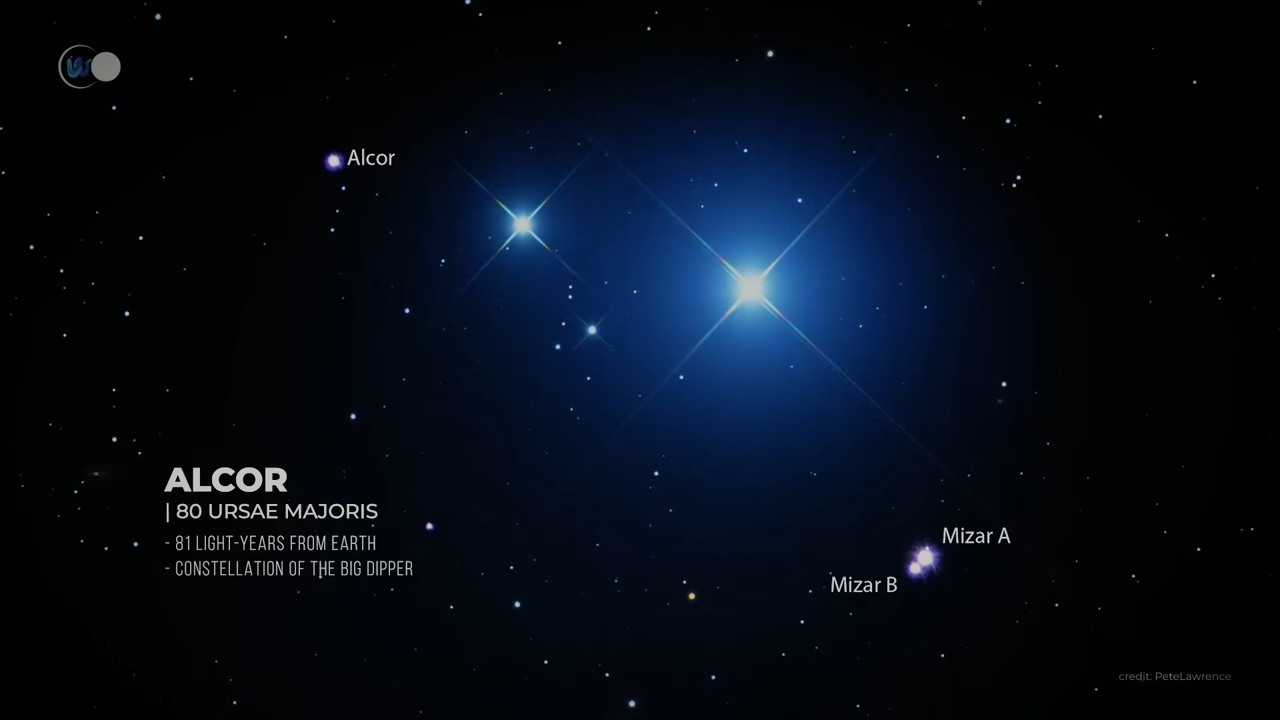 Alcor
ALCOR
| 80 URSAE MAJORIS
- 81 LIGHT-YEARS FROM EARTH
- CONSTELLATION OF THE BIG DIPPER
Mizar A
Mizar B
credit: PeteLawrence